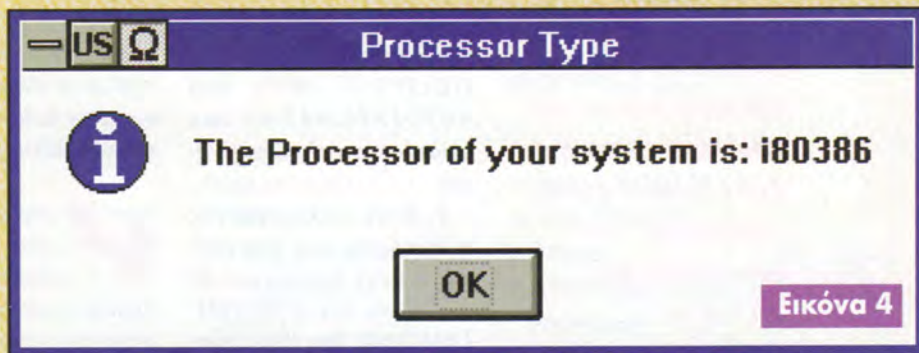 US Ω Processor Type
The Processor of your system is: i80386
OK
Εικόνα 4